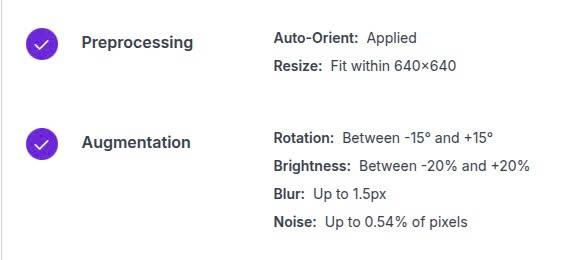 Preprocessing
Auto-Orient: Applied
Resize: Fit within 640×640
Augmentation
Rotation: Between -15° and +15°
Brightness: Between -20% and +20%
Blur: Up to 1.5px
Noise: Up to 0.54% of pixels